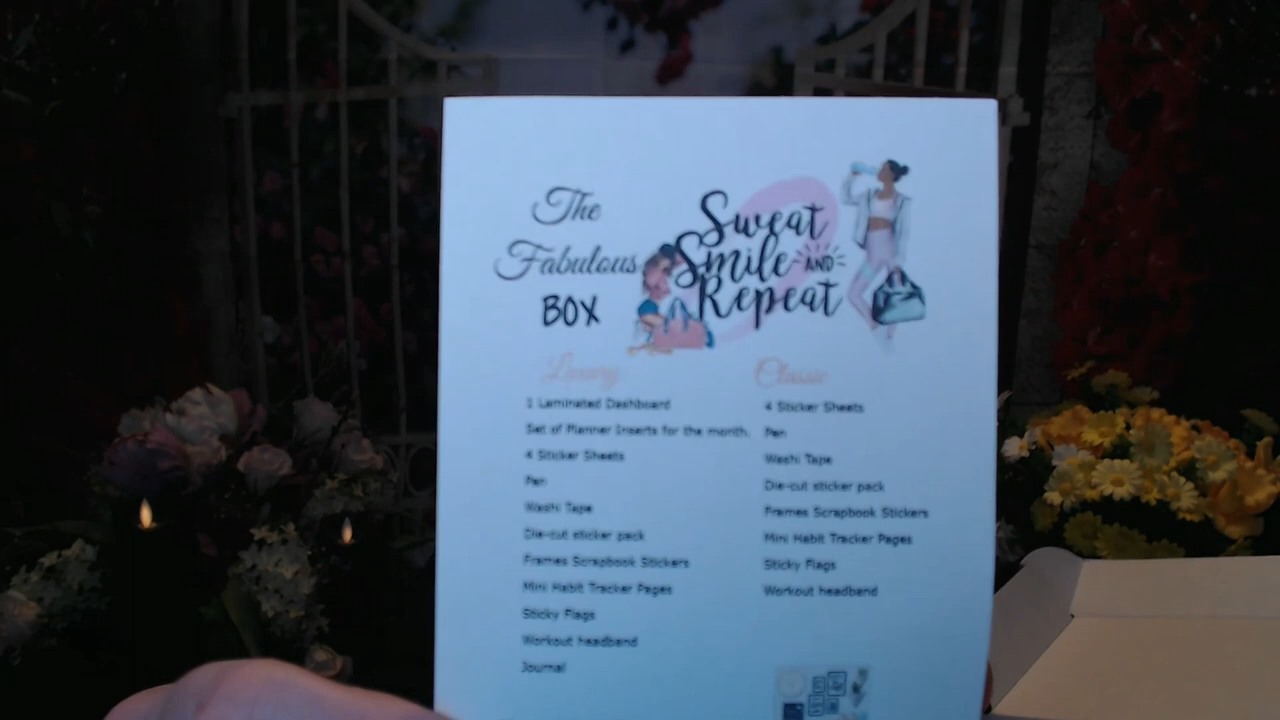 The
Fabulous
BOX
Sweat
Smile AND
Repeat
Luxury
1 Laminated Dashboard
Set of Planner Inserts for the month.
4 Sticker Sheets
Pen
Washi Tape
Die-cut sticker pack
Frames Scrapbook Stickers
Mini Habit Tracker Pages
Sticky Flags
Workout headband
Journal
Classic
4 Sticker Sheets
Pen
Washi Tape
Die-cut sticker pack
Frames Scrapbook Stickers
Mini Habit Tracker Pages
Sticky Flags
Workout headband